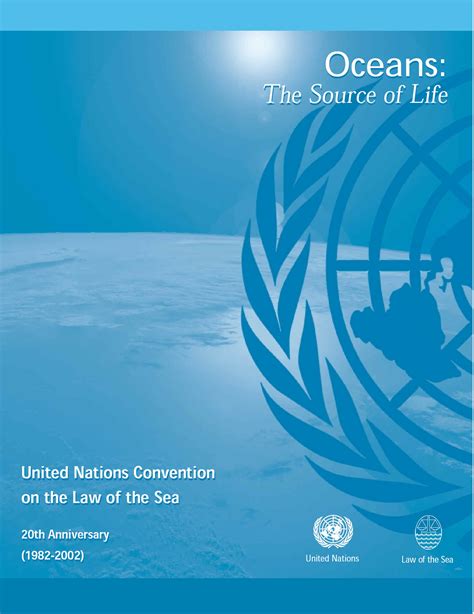 Oceans:
The Source of Life
United Nations Convention
on the Law of the Sea
20th Anniversary
(1982-2002)
United Nations
Law of the Sea